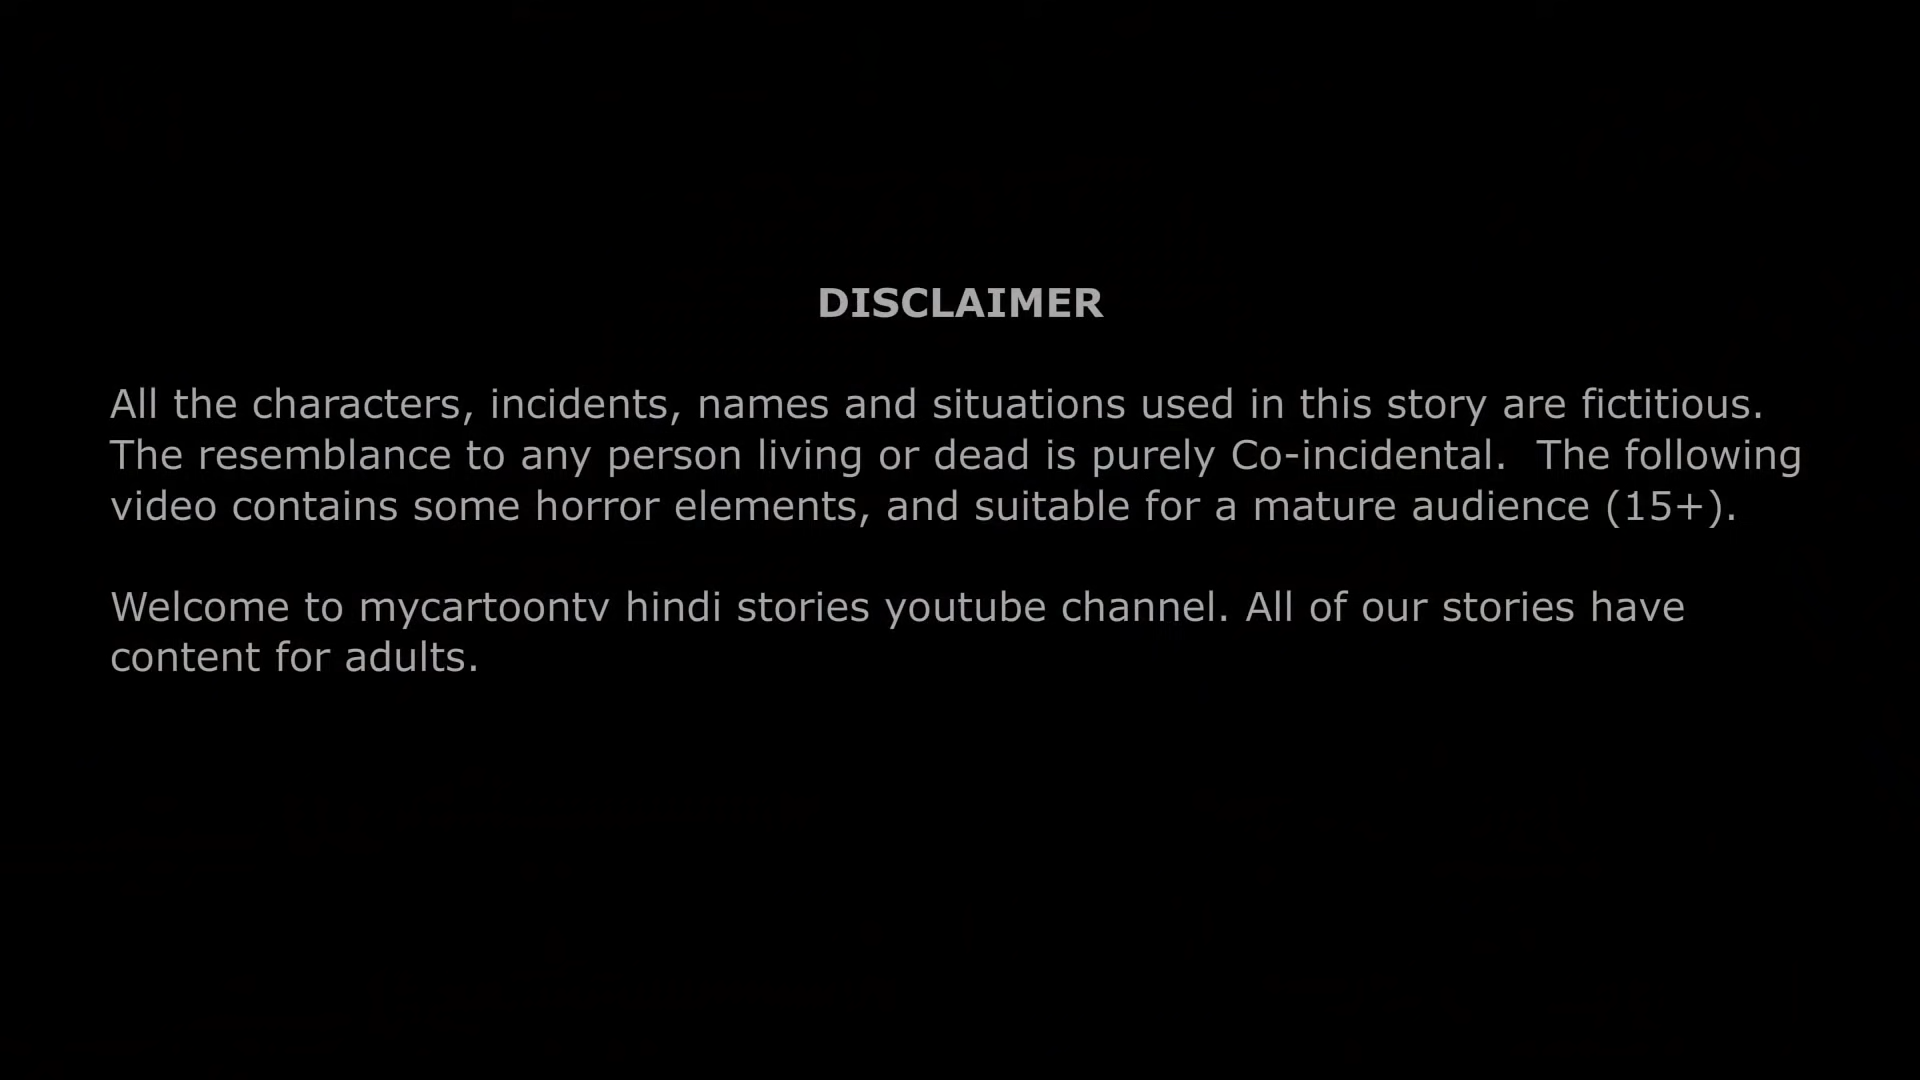 DISCLAIMER
All the characters, incidents, names and situations used in this story are fictitious.
The resemblance to any person living or dead is purely Co-incidental.  The following
video contains some horror elements, and suitable for a mature audience (15+).
Welcome to mycartoontv hindi stories youtube channel. All of our stories have
content for adults.